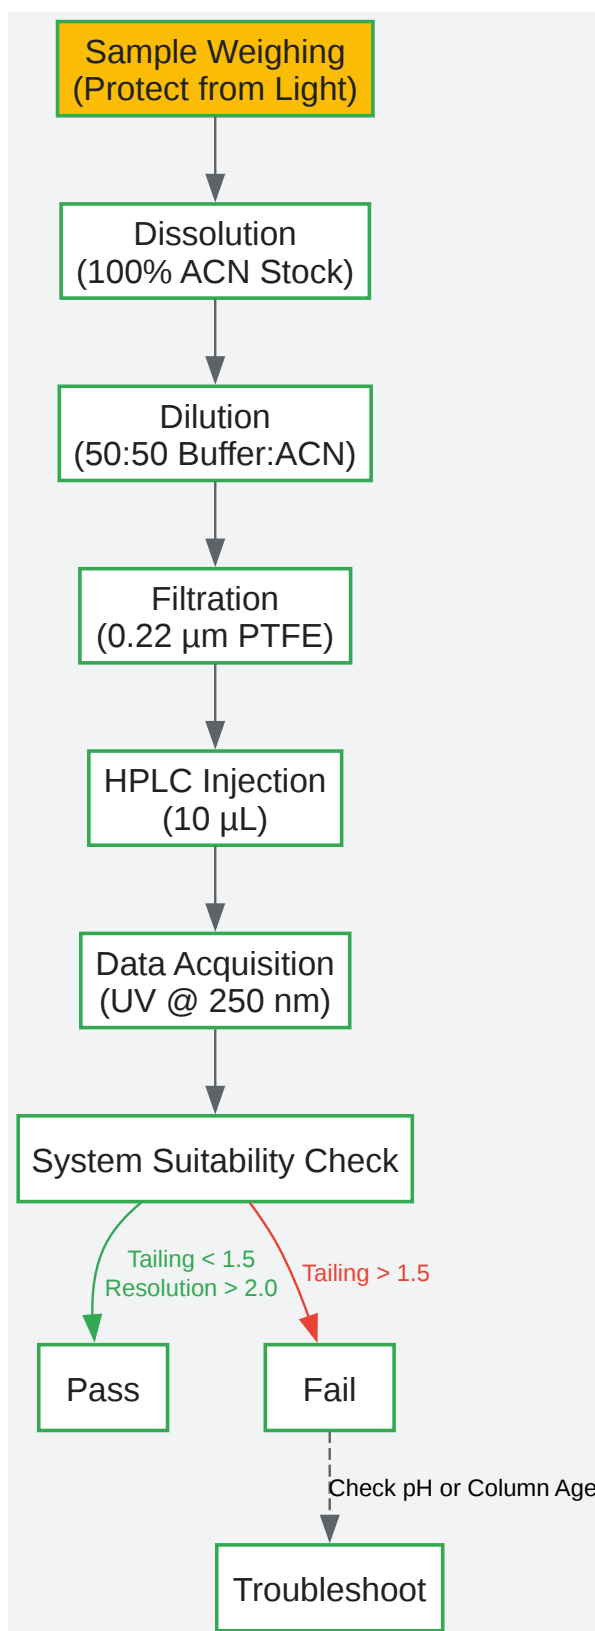 Sample Weighing
(Protect from Light)
Dissolution
(100% ACN Stock)
Dilution
(50:50 Buffer:ACN)
Filtration
(0.22 µm PTFE)
HPLC Injection
(10 µL)
Data Acquisition
(UV @ 250 nm)
System Suitability Check
Tailing < 1.5
Resolution > 2.0
Tailing > 1.5
Pass
Fail
Check pH or Column Age
Troubleshoot